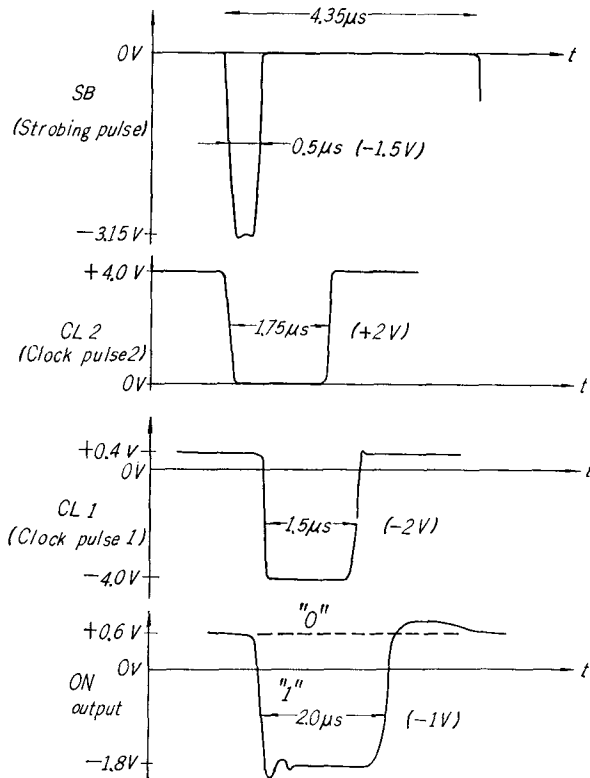 4.35μs
0V
t
SB
(Strobing pulse)
0.5μs (-1.5V)
-3.15V
+4.0V
CL 2
(Clock pulse2)
1.75μs (+2V)
0V
t
+0.4V
0V
t
CL 1
(Clock pulse 1)
1.5μs (-2V)
-4.0V
"0"
+0.6V
0V
t
ON
output
"1"
2.0μs (-1V)
-1.8V